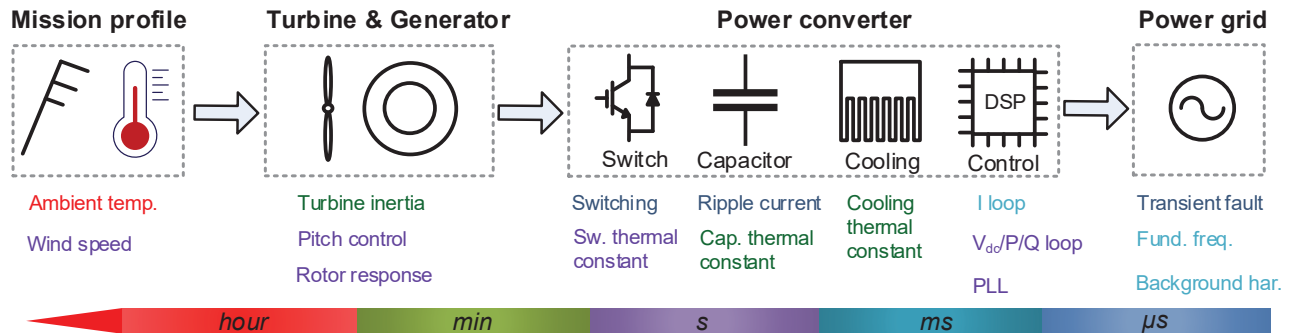 Mission profile
Turbine & Generator
Power converter
Power grid
DSP
Switch
Capacitor
Cooling
Control
Ambient temp.
Wind speed
Turbine inertia
Pitch control
Rotor response
Switching
Sw. thermal
constant
Ripple current
Cap. thermal
constant
Cooling
thermal
constant
I loop
Vdc/P/Q loop
PLL
Transient fault
Fund. freq.
Background har.
hour
min
s
ms
µs